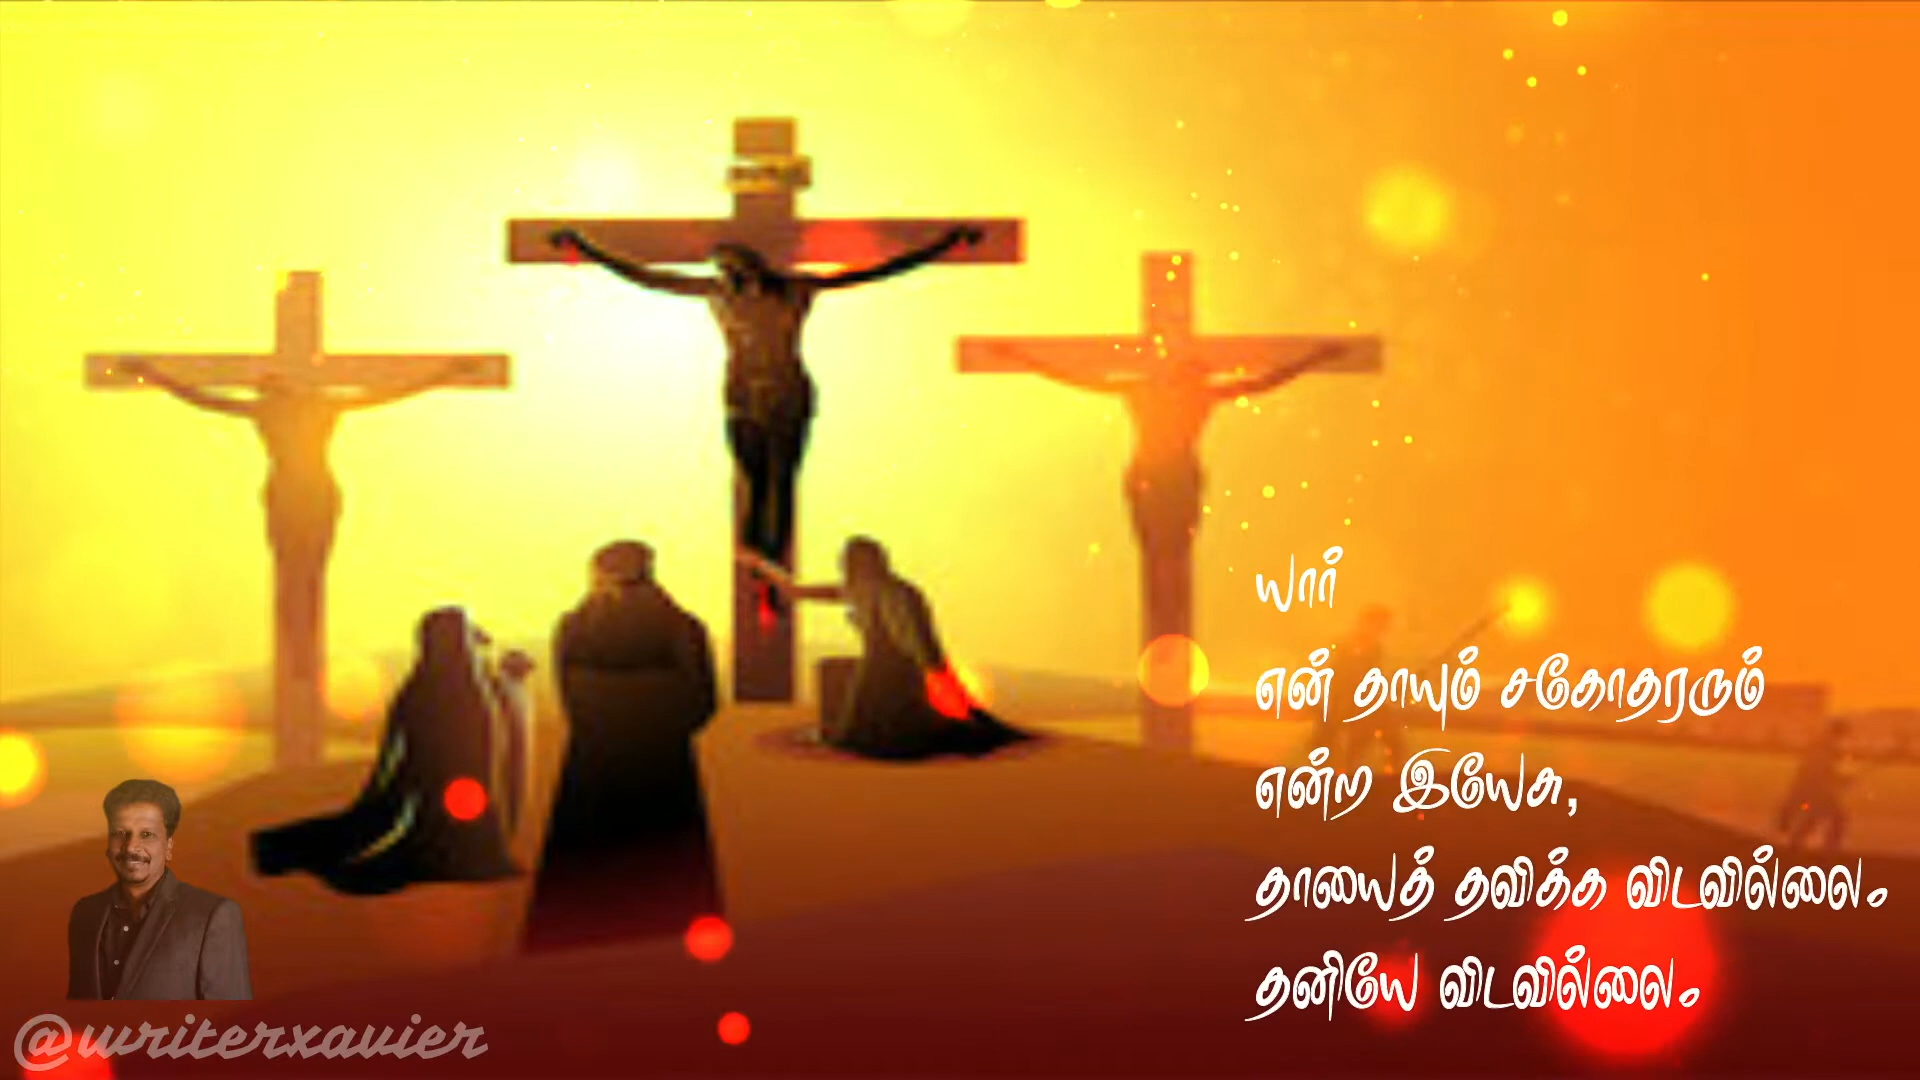 யார்
என் தாயும் சகோதரரும்
என்ற இயேசு,
தாயைத் தவிக்க விடவில்லை.
தனியே விடவில்லை.
@writerxavier